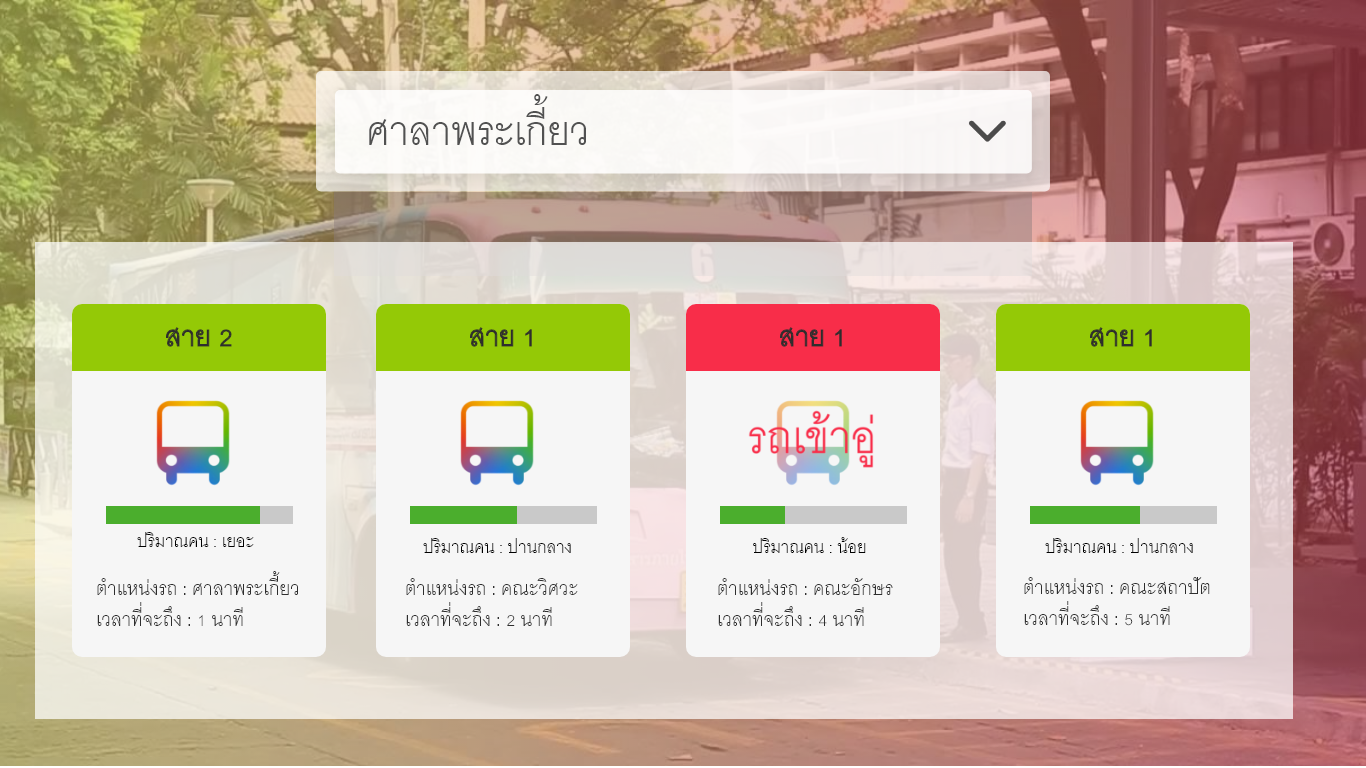 ศาลาพระเกี้ยว
6
สาย 2
ปริมาณคน : เยอะ
ตำแหน่งรถ : ศาลาพระเกี้ยว
เวลาที่จะถึง : 1 นาที
สาย 1
ปริมาณคน : ปานกลาง
ตำแหน่งรถ : คณะวิศวะ
เวลาที่จะถึง : 2 นาที
สาย 1
รถเข้าอู่
ปริมาณคน : น้อย
ตำแหน่งรถ : คณะอักษร
เวลาที่จะถึง : 4 นาที
สาย 1
ปริมาณคน : ปานกลาง
ตำแหน่งรถ : คณะสถาปัต
เวลาที่จะถึง : 5 นาที